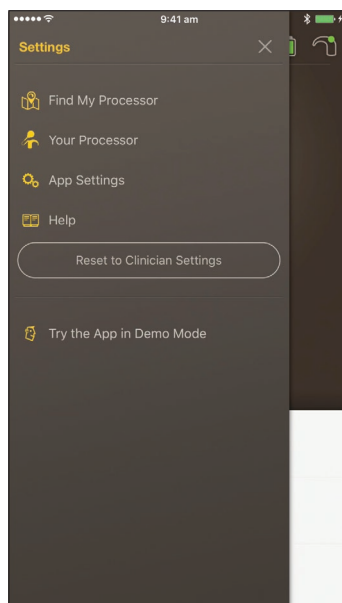 9:41 am
Settings
Find My Processor
Your Processor
App Settings
Help
Reset to Clinician Settings
Try the App in Demo Mode